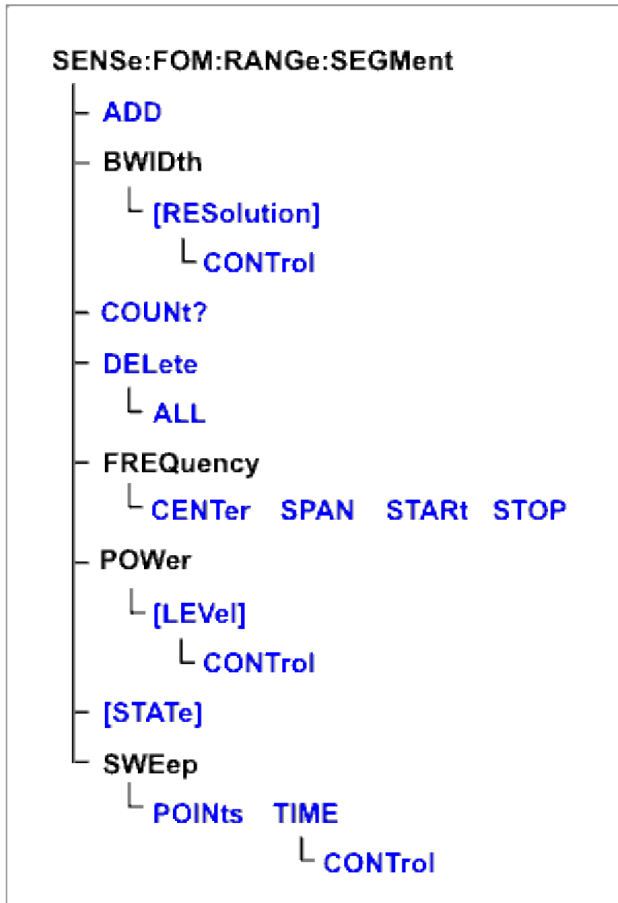 SENSe:FOM:RANGe:SEGMent
ADD
BWIDth
[RESolution]
CONTrol
COUNt?
DELete
ALL
FREQuency
CENTer SPAN STARt STOP
POWer
[LEVel]
CONTrol
[STATe]
SWEep
POINts TIME
CONTrol